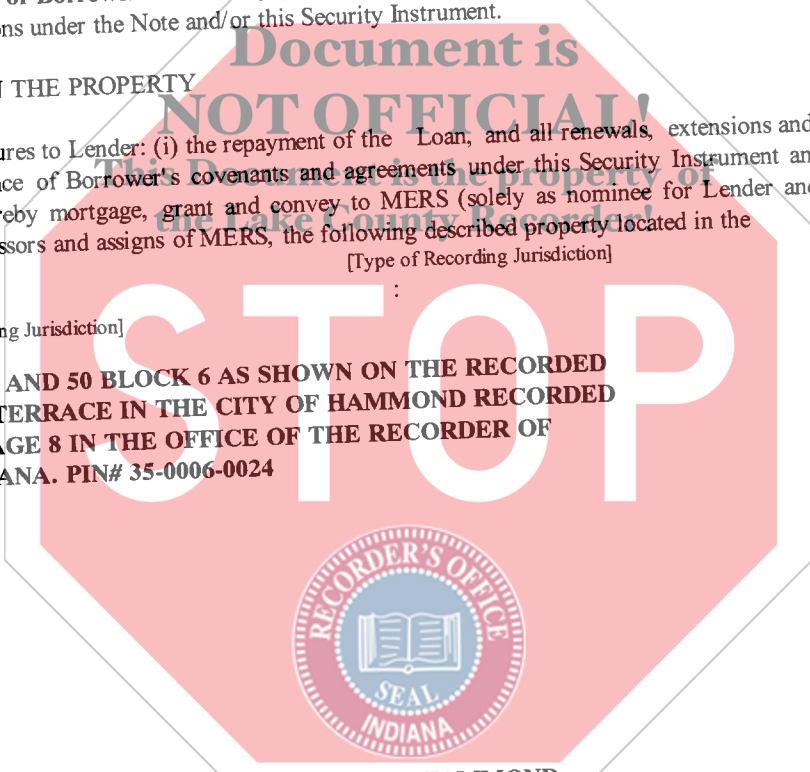 ns under the Note and/or this Security Instrument.
Document is
THE PROPERTY
NOT OFFICIAL!
ures to Lender: (i) the repayment of the Loan, and all renewals, extensions and
This Document is the property of
ce of Borrower's covenants and agreements under this Security Instrument an
reby mortgage, grant and convey to MERS (solely as nominee for Lender and
the Lake County Recorder!
ssors and assigns of MERS, the following described property located in the
[Type of Recording Jurisdiction]
:
ng Jurisdiction]
STOP
AND 50 BLOCK 6 AS SHOWN ON THE RECORDED
TERRACE IN THE CITY OF HAMMOND RECORDED
AGE 8 IN THE OFFICE OF THE RECORDER OF
ANA. PIN# 35-0006-0024
RECORDER'S OFFICE
SEAL
INDIANA